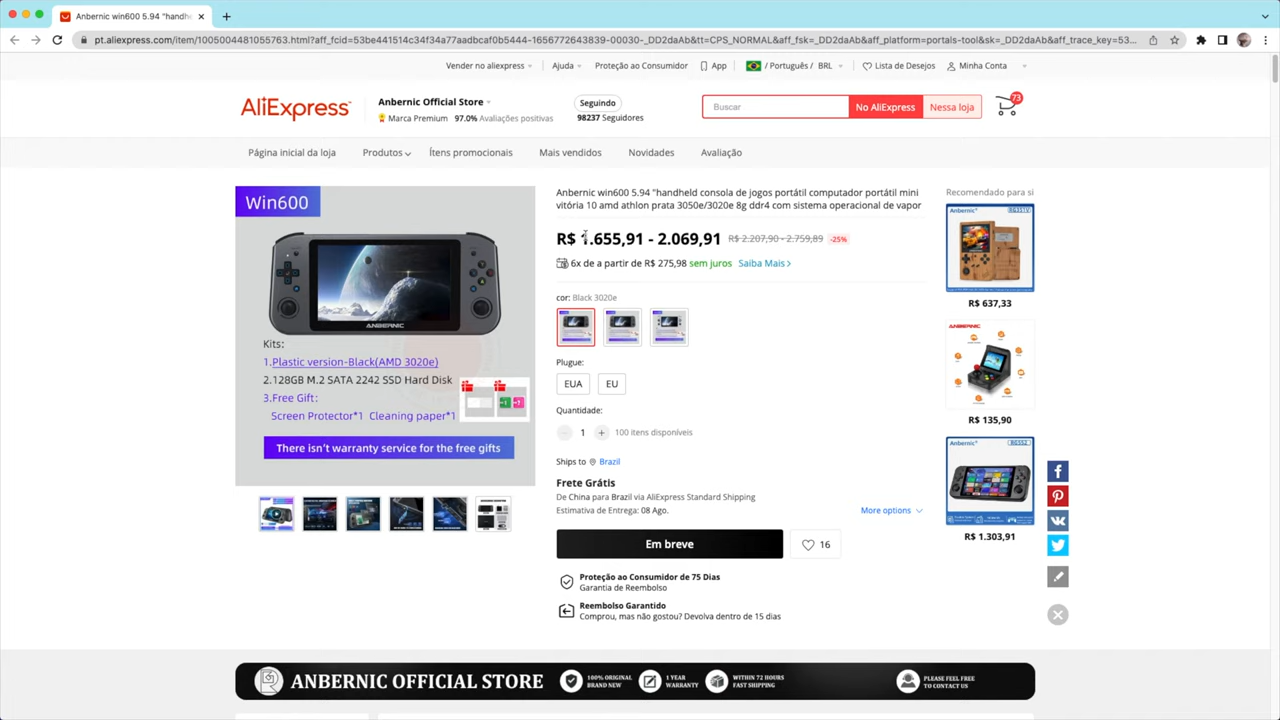 Anbernic win600 5.94 "handh
pt.aliexpress.com/item/1005004481055763.html?aff_fcid=53be441514c34f34a77aadbcaf0b5444-1656772643839-00030-_DD2daAb&tt=CPS_NORMAL&aff_fsk=_DD2daAb&aff_platform=portals-tool&sk=_DD2daAb&aff_trace_key=53...
Vender no aliexpress Ajuda Proteção ao Consumidor App / Português / BRL Lista de Desejos Minha Conta
AliExpress
Anbernic Official Store
Marca Premium 97.0% Avaliações positivas
Seguindo
98237 Seguidores
Buscar No AliExpress Nessa loja 73
Página inicial da loja Produtos Ítens promocionais Mais vendidos Novidades Avaliação
Win600
ANBERNIC
Kits:
1.Plastic version-Black(AMD 3020e)
2.128GB M.2 SATA 2242 SSD Hard Disk
3.Free Gift:
Screen Protector*1 Cleaning paper*1
There isn't warranty service for the free gifts
Anbernic win600 5.94 "handheld consola de jogos portátil computador portátil mini
vitória 10 amd athlon prata 3050e/3020e 8g ddr4 com sistema operacional de vapor
R$ 1.655,91 - 2.069,91 R$ 2.207,90 - 2.759,89 -25%
6x de a partir de R$ 275,98 sem juros Saiba Mais
cor: Black 3020e
Plugue:
EUA EU
Quantidade:
1 100 itens disponíveis
Ships to Brazil
Frete Grátis
De China para Brazil via AliExpress Standard Shipping
Estimativa de Entrega: 08 Ago. More options
Em breve 16
Proteção ao Consumidor de 75 Dias
Garantia de Reembolso
Reembolso Garantido
Comprou, mas não gostou? Devolva dentro de 15 dias
Recomendado para si
Anbernic RG351V
R$ 637,33
ANBERNIC
R$ 135,90
Anbernic RG552
R$ 1.303,91
ANBERNIC OFFICIAL STORE
100% ORIGINAL
BRAND NEW
1 YEAR
WARRANTY
WITHIN 72 HOURS
FAST SHIPPING
PLEASE FEEL FREE
TO CONTACT US